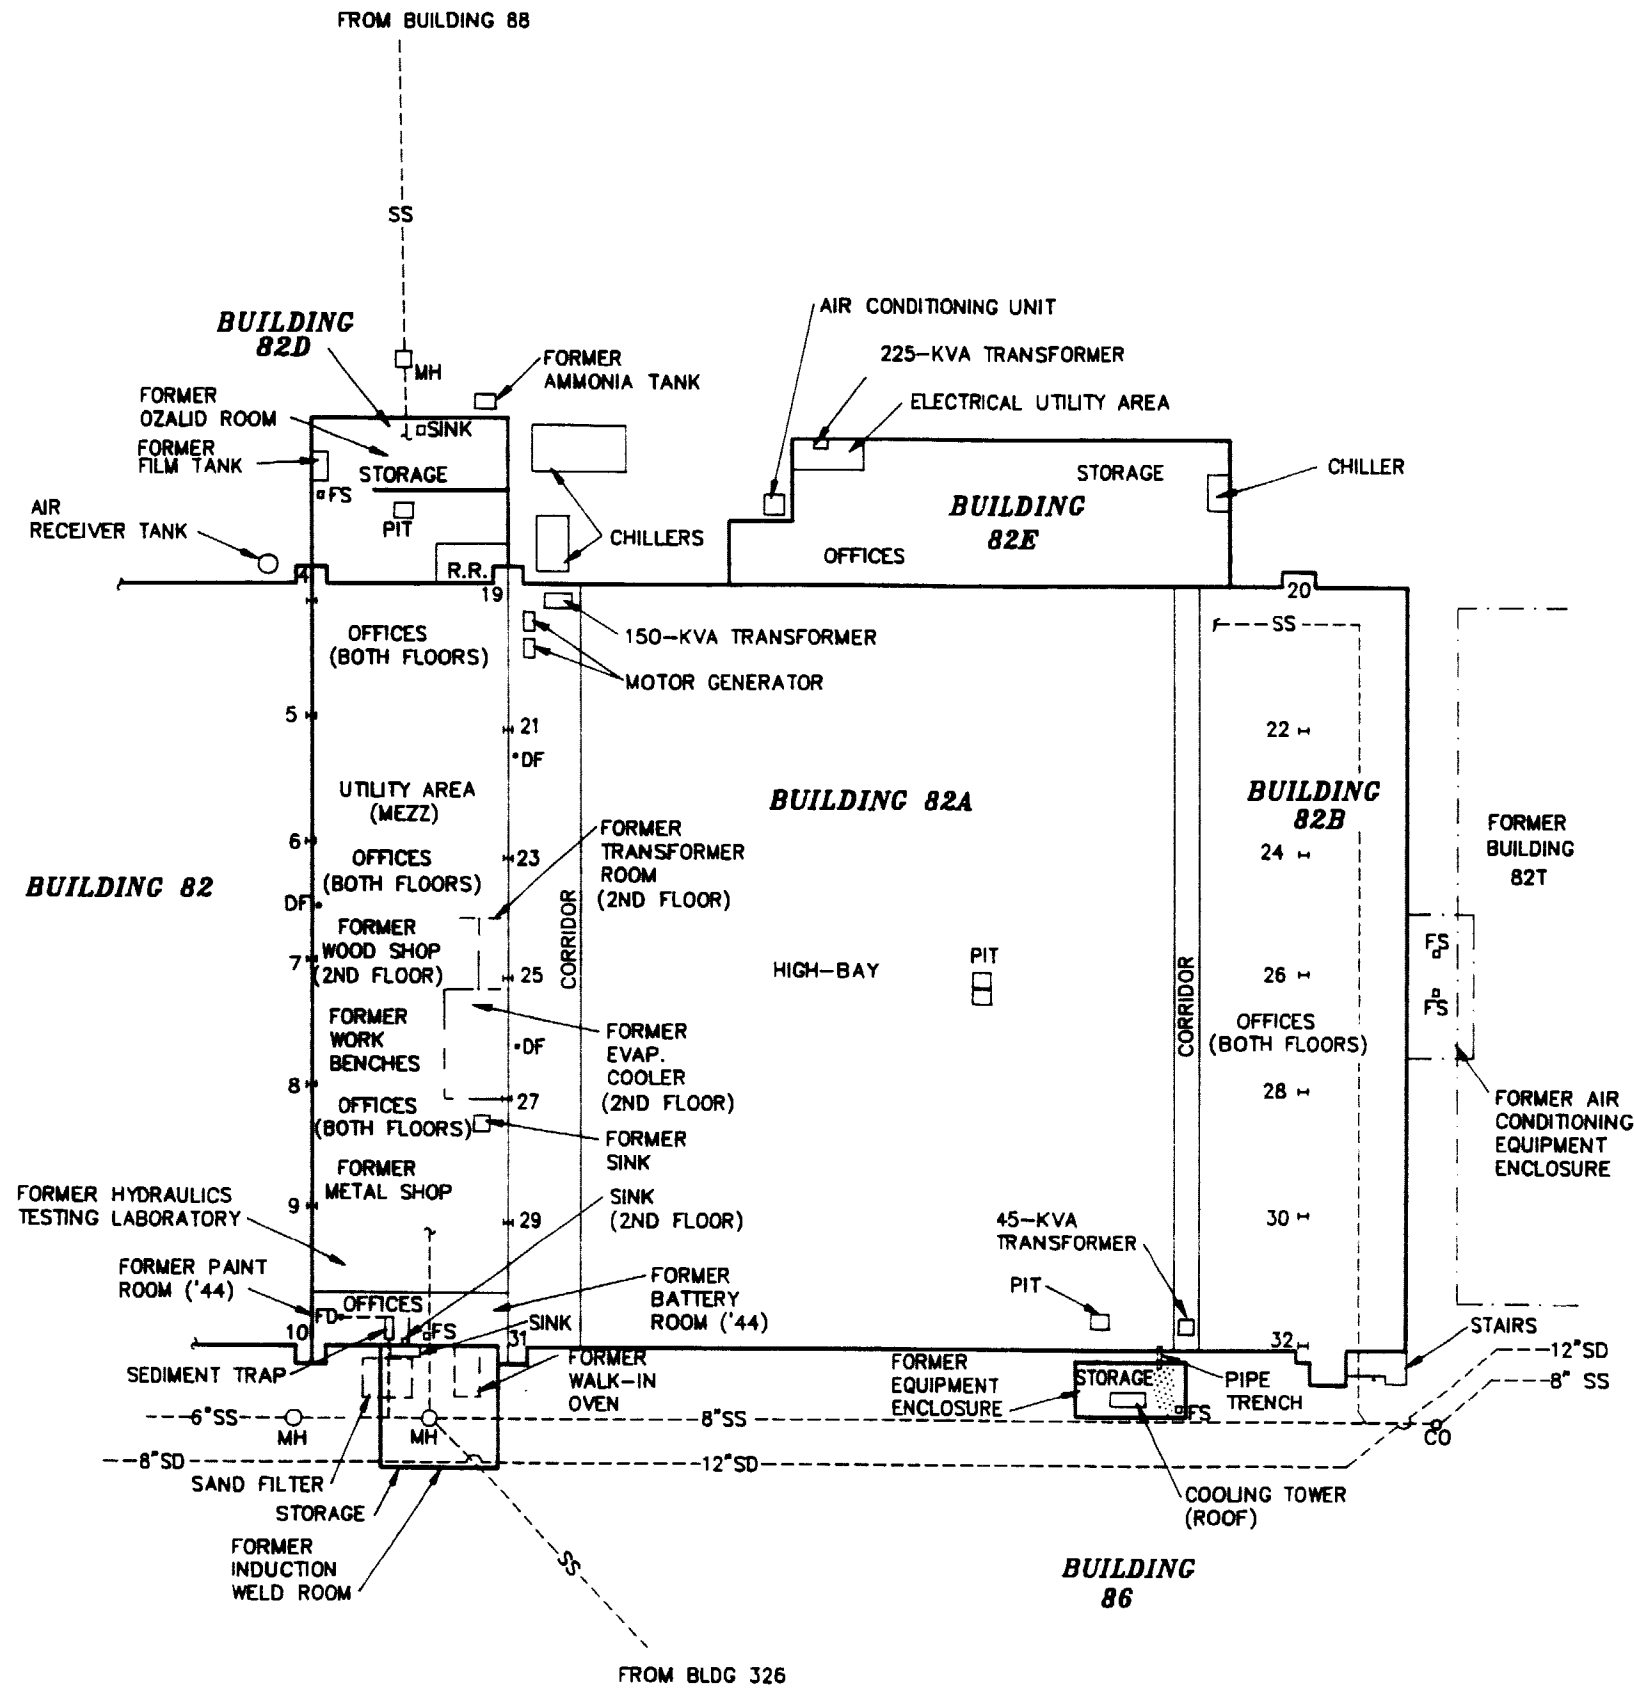 FROM BUILDING 88
SS
BUILDING
82D
MH
FORMER
AMMONIA TANK
AIR CONDITIONING UNIT
225-KVA TRANSFORMER
ELECTRICAL UTILITY AREA
FORMER
OZALID ROOM
FORMER
FILM TANK
SINK
STORAGE
FS
PIT
AIR
RECEIVER TANK
R.R.
CHILLERS
STORAGE
CHILLER
BUILDING
82E
OFFICES
4
19
20
150-KVA TRANSFORMER
MOTOR GENERATOR
OFFICES
(BOTH FLOORS)
SS
5
21
DF
22
UTILITY AREA
(MEZZ)
BUILDING 82A
BUILDING
82B
FORMER
BUILDING
82T
6
23
24
OFFICES
(BOTH FLOORS)
FORMER
TRANSFORMER
ROOM
(2ND FLOOR)
BUILDING 82
DF
FORMER
WOOD SHOP
(2ND FLOOR)
7
25
CORRIDOR
HIGH-BAY
PIT
CORRIDOR
26
FS
FS
FORMER
WORK
BENCHES
DF
FORMER
EVAP.
COOLER
(2ND FLOOR)
OFFICES
(BOTH FLOORS)
8
27
28
OFFICES
(BOTH FLOORS)
FORMER
SINK
FORMER AIR
CONDITIONING
EQUIPMENT
ENCLOSURE
FORMER
METAL SHOP
SINK
(2ND FLOOR)
FORMER HYDRAULICS
TESTING LABORATORY
9
29
30
45-KVA
TRANSFORMER
PIT
FORMER PAINT
ROOM ('44)
FORMER
BATTERY
ROOM ('44)
OFFICES
FD
FS
SINK
10
31
32
STAIRS
12"SD
8" SS
SEDIMENT TRAP
FORMER
WALK-IN
OVEN
FORMER
EQUIPMENT
ENCLOSURE
STORAGE
FS
PIPE
TRENCH
6"SS
MH
MH
8"SS
CO
8"SD
12"SD
SAND FILTER
STORAGE
COOLING TOWER
(ROOF)
FORMER
INDUCTION
WELD ROOM
SS
BUILDING
86
FROM BLDG 326